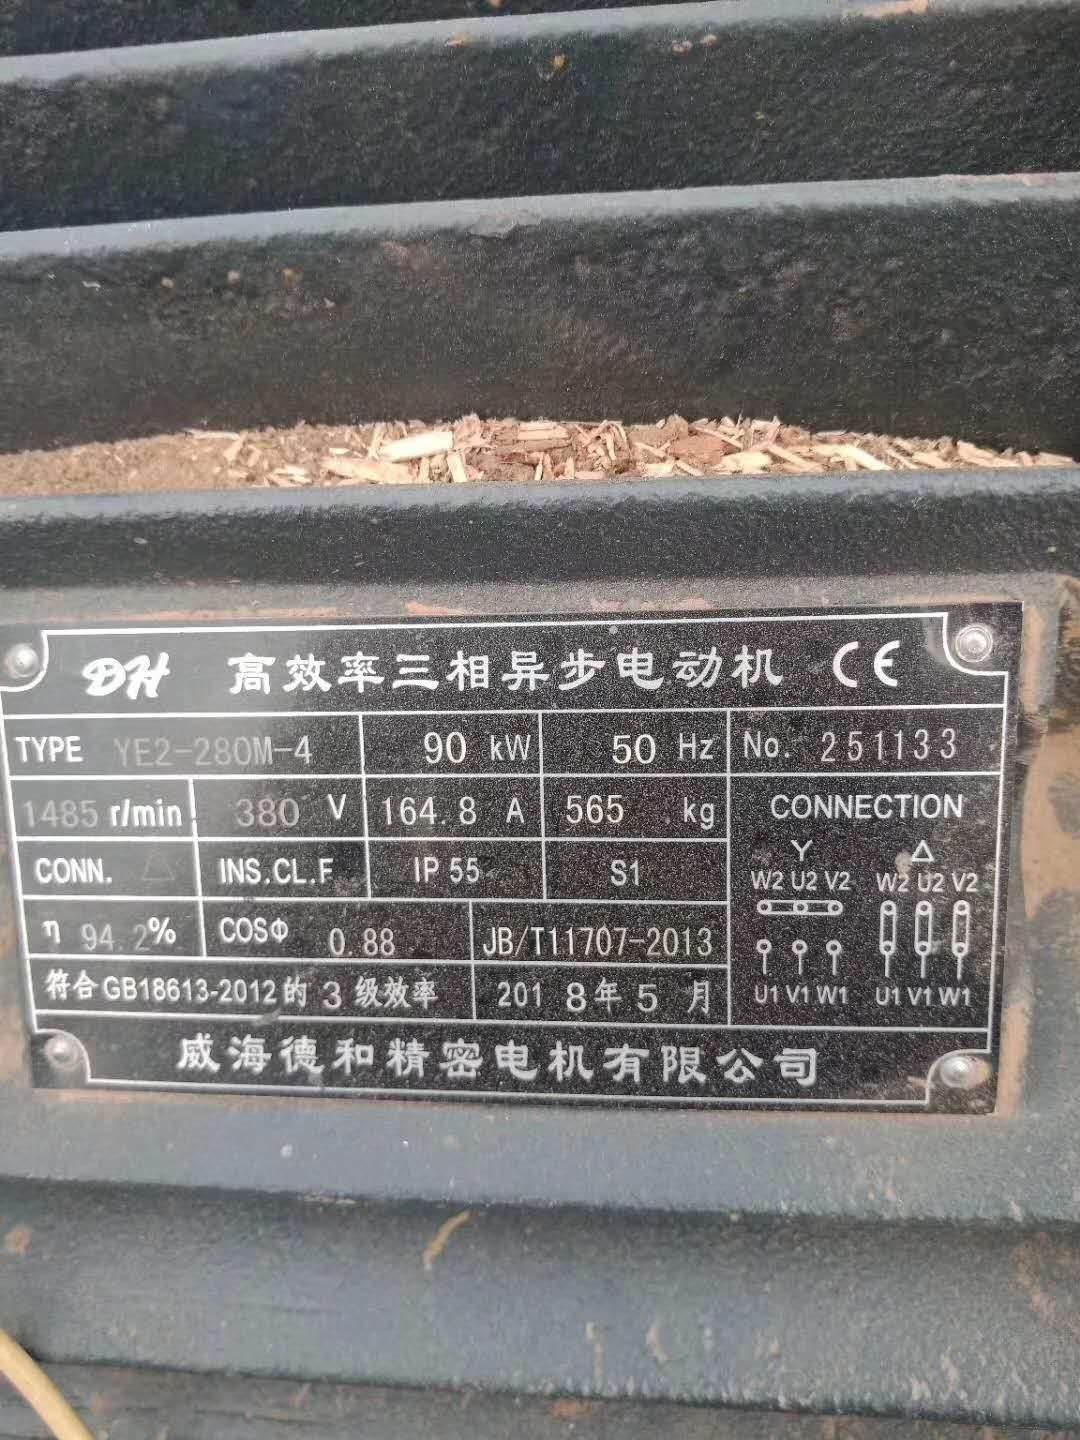 DH 高效率三相异步电动机 CE
TYPE YE2-280M-4 90 kW 50 Hz No. 251133
1485 r/min 380 V 164.8 A 565 kg CONNECTION
Y △
CONN. △ INS.CL.F IP 55 S1 W2 U2 V2 W2 U2 V2
η 94.2% COSΦ 0.88 JB/T11707-2013
符合GB18613-2012的 3 级效率 2018年5月 U1 V1 W1 U1 V1 W1
威海德和精密电机有限公司